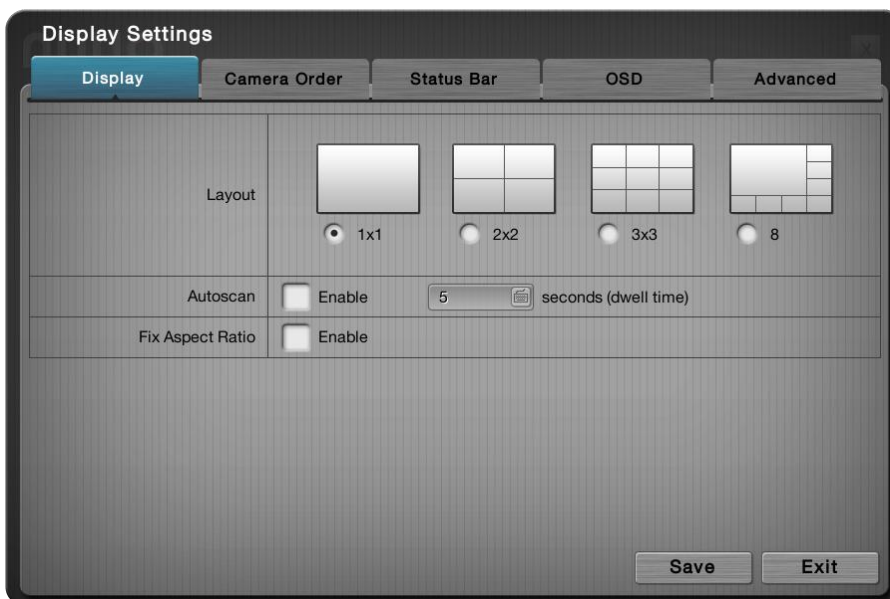 Display Settings
Display Camera Order Status Bar OSD Advanced
Layout
1x1 2x2 3x3 8
Autoscan Enable 5 seconds (dwell time)
Fix Aspect Ratio Enable
Save Exit